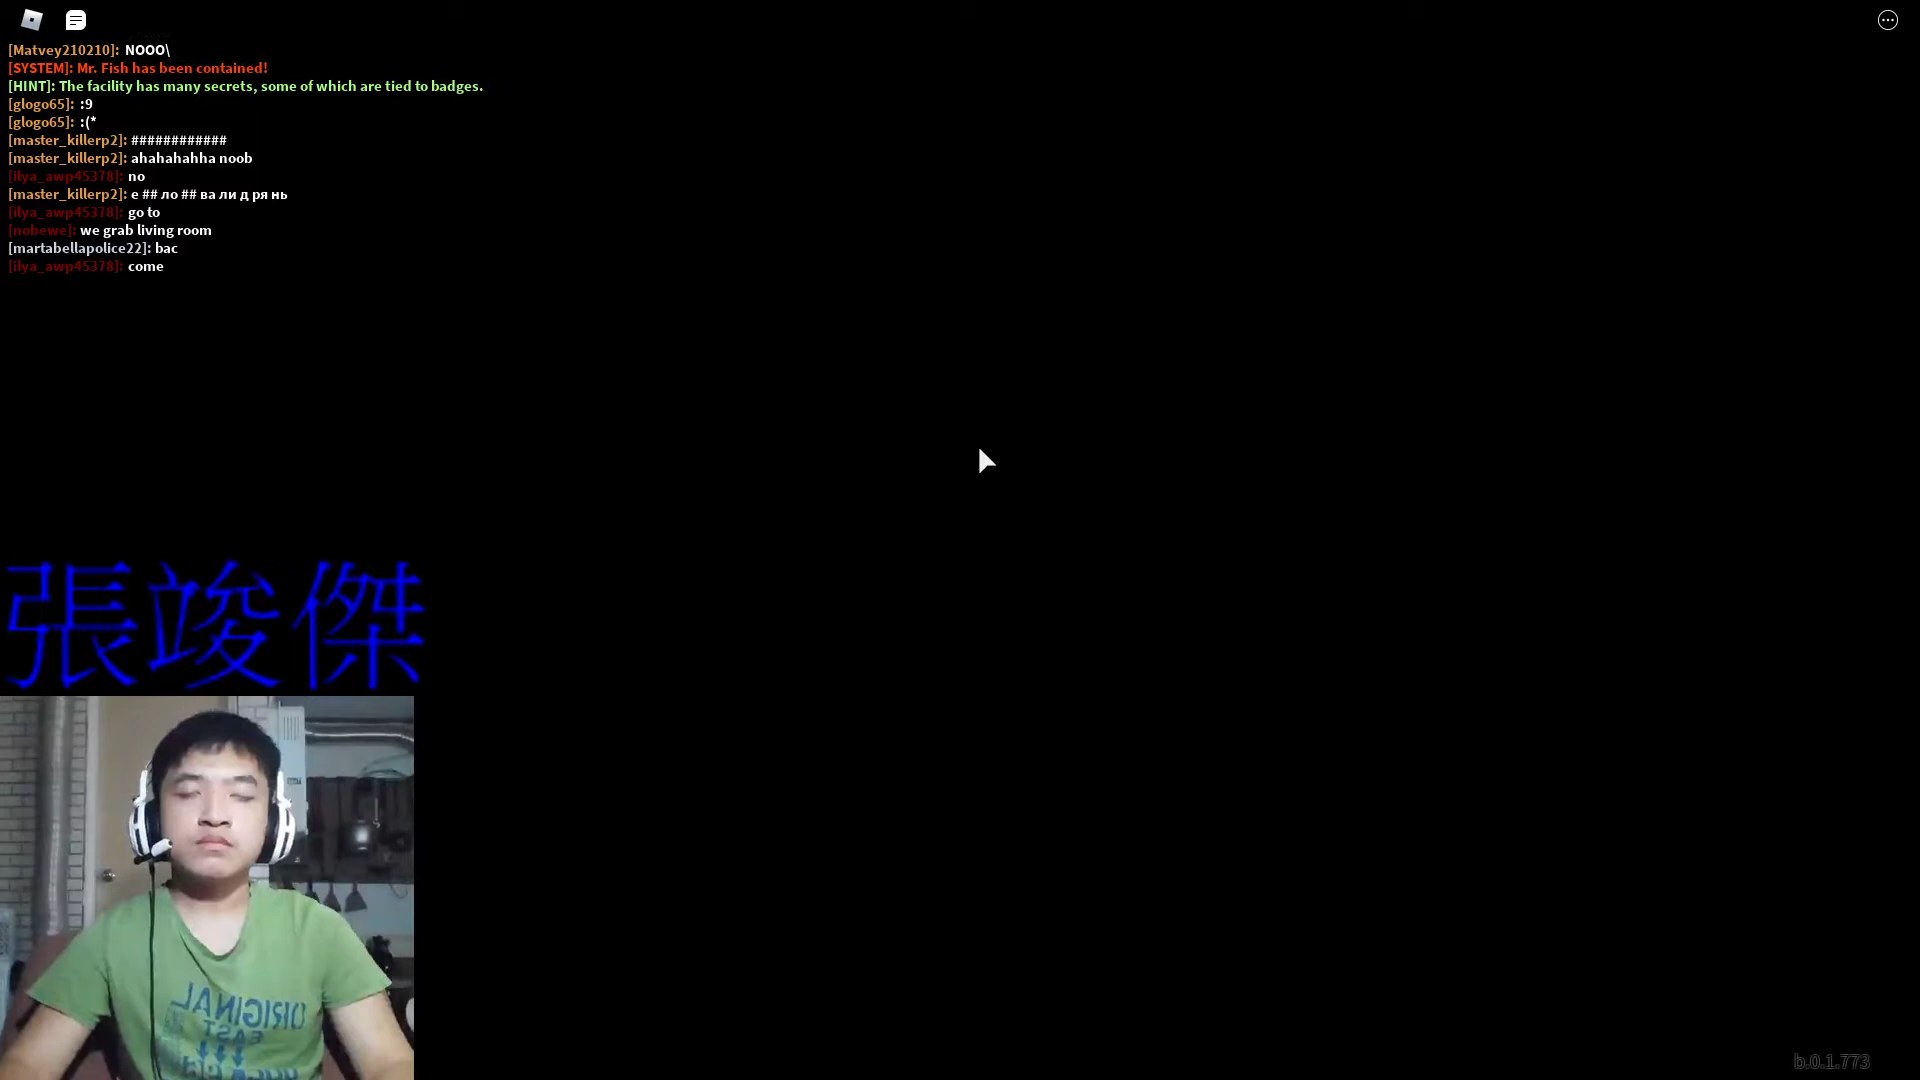 [Matvey210210]: NOOO\
[SYSTEM]: Mr. Fish has been contained!
[HINT]: The facility has many secrets, some of which are tied to badges.
[glogo65]: :9
[glogo65]: :(*
[master_killerp2]: ############
[master_killerp2]: ahahahahha noob
[ilya_awp45378]: no
[master_killerp2]: е ## ло ## ва ли д ря нь
[ilya_awp45378]: go to
[nobewe]: we grab living room
[martabellapolice22]: bac
[ilya_awp45378]: come
張竣傑
ORIGINAL
EAST
b.0.1.773